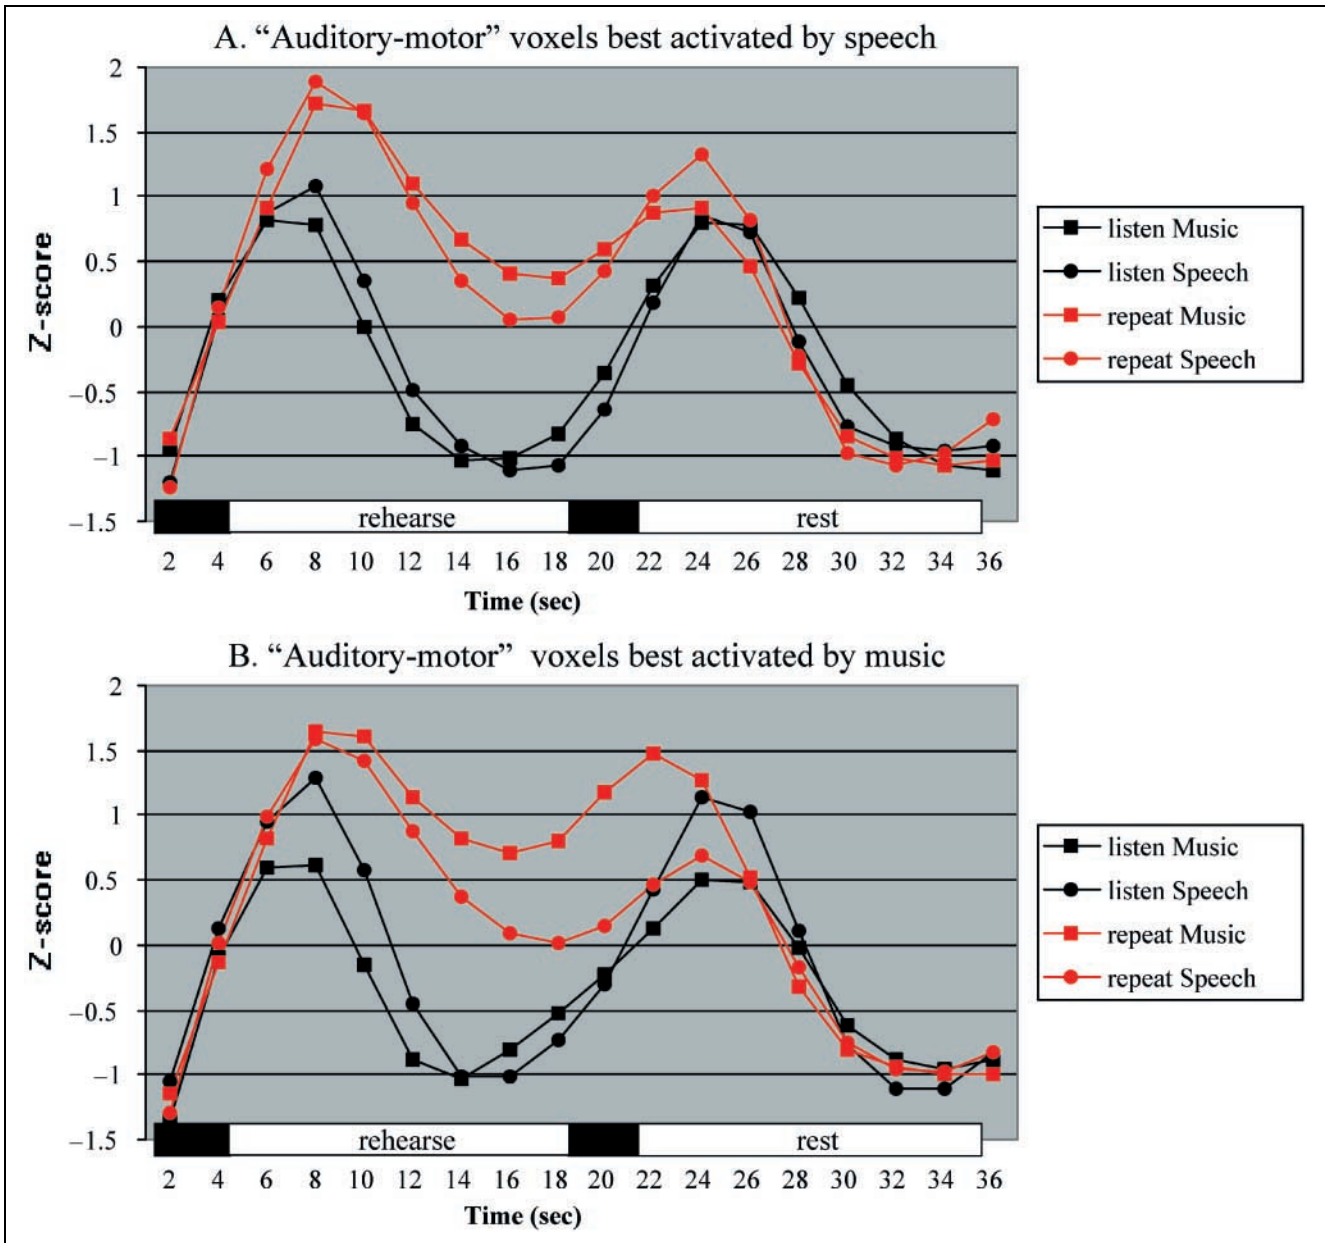 A. “Auditory-motor” voxels best activated by speech
2
1.5
1
0.5
0
−0.5
−1
−1.5
Z-score
rehearse
rest
2 4 6 8 10 12 14 16 18 20 22 24 26 28 30 32 34 36
Time (sec)
listen Music
listen Speech
repeat Music
repeat Speech
B. “Auditory-motor” voxels best activated by music
2
1.5
1
0.5
0
−0.5
−1
−1.5
Z-score
rehearse
rest
2 4 6 8 10 12 14 16 18 20 22 24 26 28 30 32 34 36
Time (sec)
listen Music
listen Speech
repeat Music
repeat Speech